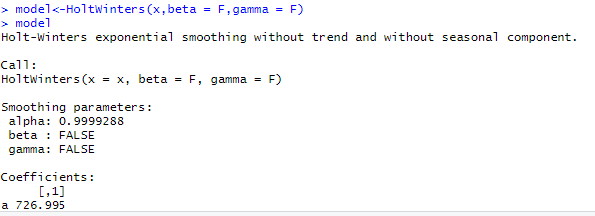 > model<-HoltWinters(x,beta = F,gamma = F)
> model
Holt-Winters exponential smoothing without trend and without seasonal component.
Call:
HoltWinters(x = x, beta = F, gamma = F)
Smoothing parameters:
 alpha: 0.9999288
 beta : FALSE
 gamma: FALSE
Coefficients:
     [,1]
a 726.995